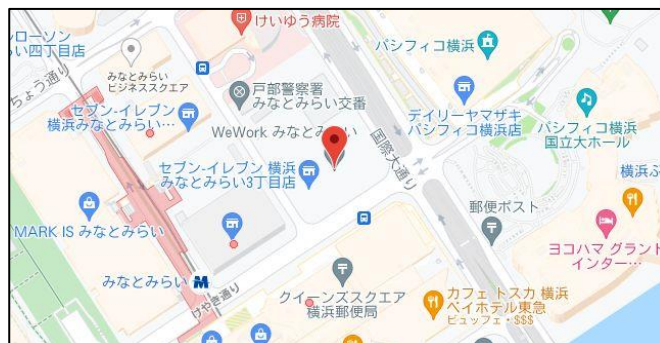 けいゆう病院
ンローソン
らい四丁目店
みなとみらい
ビジネススクエア
パシフィコ横浜
ちょう通り
戸部警察署
みなとみらい交番
セブン-イレブン
横浜みなとみらい…
デイリーヤマザキ
パシフィコ横浜店
パシフィコ横浜
国立大ホール
WeWork みなとみらい
国際大通り
セブン-イレブン 横浜
みなとみらい3丁目店
横浜ふ
MARK IS みなとみらい
郵便ポスト
ヨコハマ グランド
インター…
みなとみらい
けやき通り
クイーンズスクエア
横浜郵便局
カフェ トスカ 横浜
ベイホテル東急
ビュッフェ・$$$